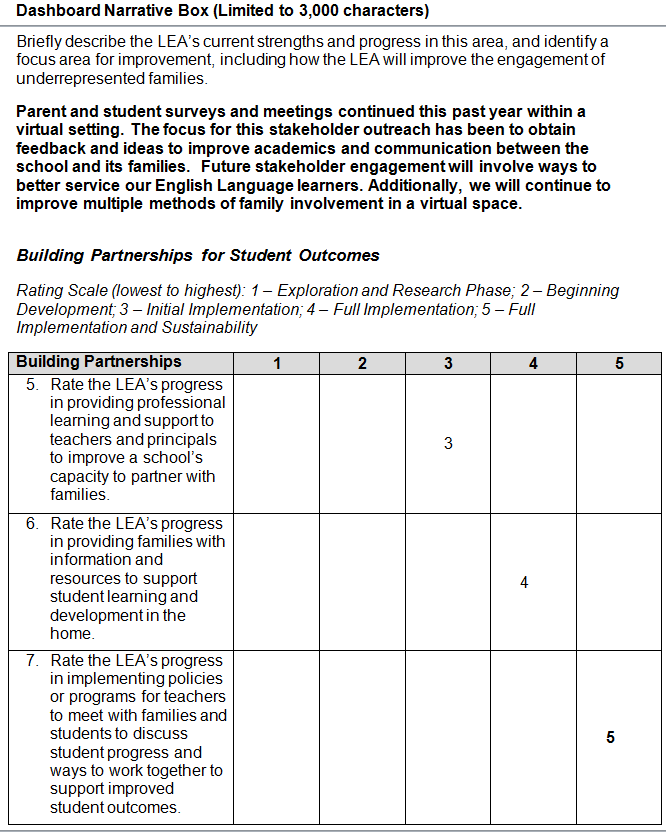 Dashboard Narrative Box (Limited to 3,000 characters)
Briefly describe the LEA’s current strengths and progress in this area, and identify a
focus area for improvement, including how the LEA will improve the engagement of
underrepresented families.
Parent and student surveys and meetings continued this past year within a
virtual setting. The focus for this stakeholder outreach has been to obtain
feedback and ideas to improve academics and communication between the
school and its families.  Future stakeholder engagement will involve ways to
better service our English Language learners. Additionally, we will continue to
improve multiple methods of family involvement in a virtual space.
Building Partnerships for Student Outcomes
Rating Scale (lowest to highest): 1 – Exploration and Research Phase; 2 – Beginning
Development; 3 – Initial Implementation; 4 – Full Implementation; 5 – Full
Implementation and Sustainability
Building Partnerships 1 2 3 4 5
5. Rate the LEA’s progress
in providing professional
learning and support to
teachers and principals
to improve a school’s
capacity to partner with
families.
3
6. Rate the LEA’s progress
in providing families with
information and
resources to support
student learning and
development in the
home.
4
7. Rate the LEA’s progress
in implementing policies
or programs for teachers
to meet with families and
students to discuss
student progress and
ways to work together to
support improved
student outcomes.
5